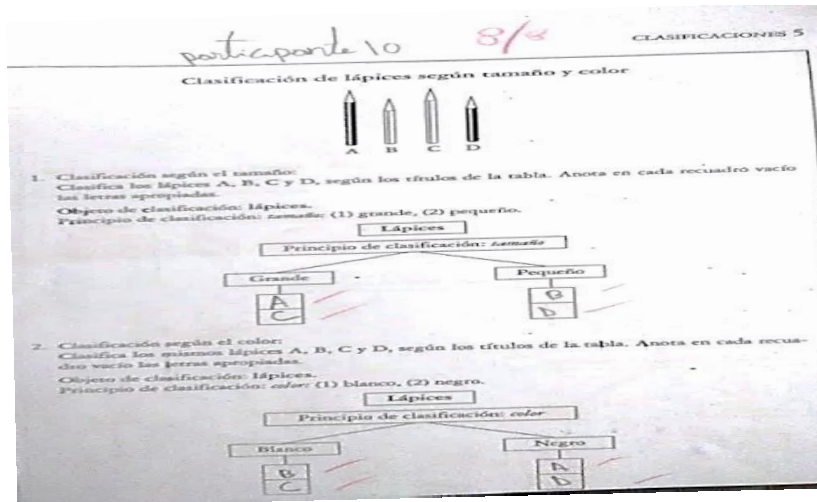 participante 10
8/8
CLASIFICACIONES 5
Clasificación de lápices según tamaño y color
A B C D
1. Clasificación según el tamaño:
Clasifica los lápices A, B, C y D, según los títulos de la tabla. Anota en cada recuadro vacío
las letras apropiadas.
Objeto de clasificación: lápices.
Principio de clasificación: tamaño: (1) grande, (2) pequeño.
Lápices
Principio de clasificación: tamaño
Grande Pequeño
A B
C D
2. Clasificación según el color:
Clasifica los mismos lápices A, B, C y D, según los títulos de la tabla. Anota en cada recua-
dro vacío las letras apropiadas.
Objeto de clasificación: lápices.
Principio de clasificación: color: (1) blanco, (2) negro.
Lápices
Principio de clasificación: color
Blanco Negro
B A
C D